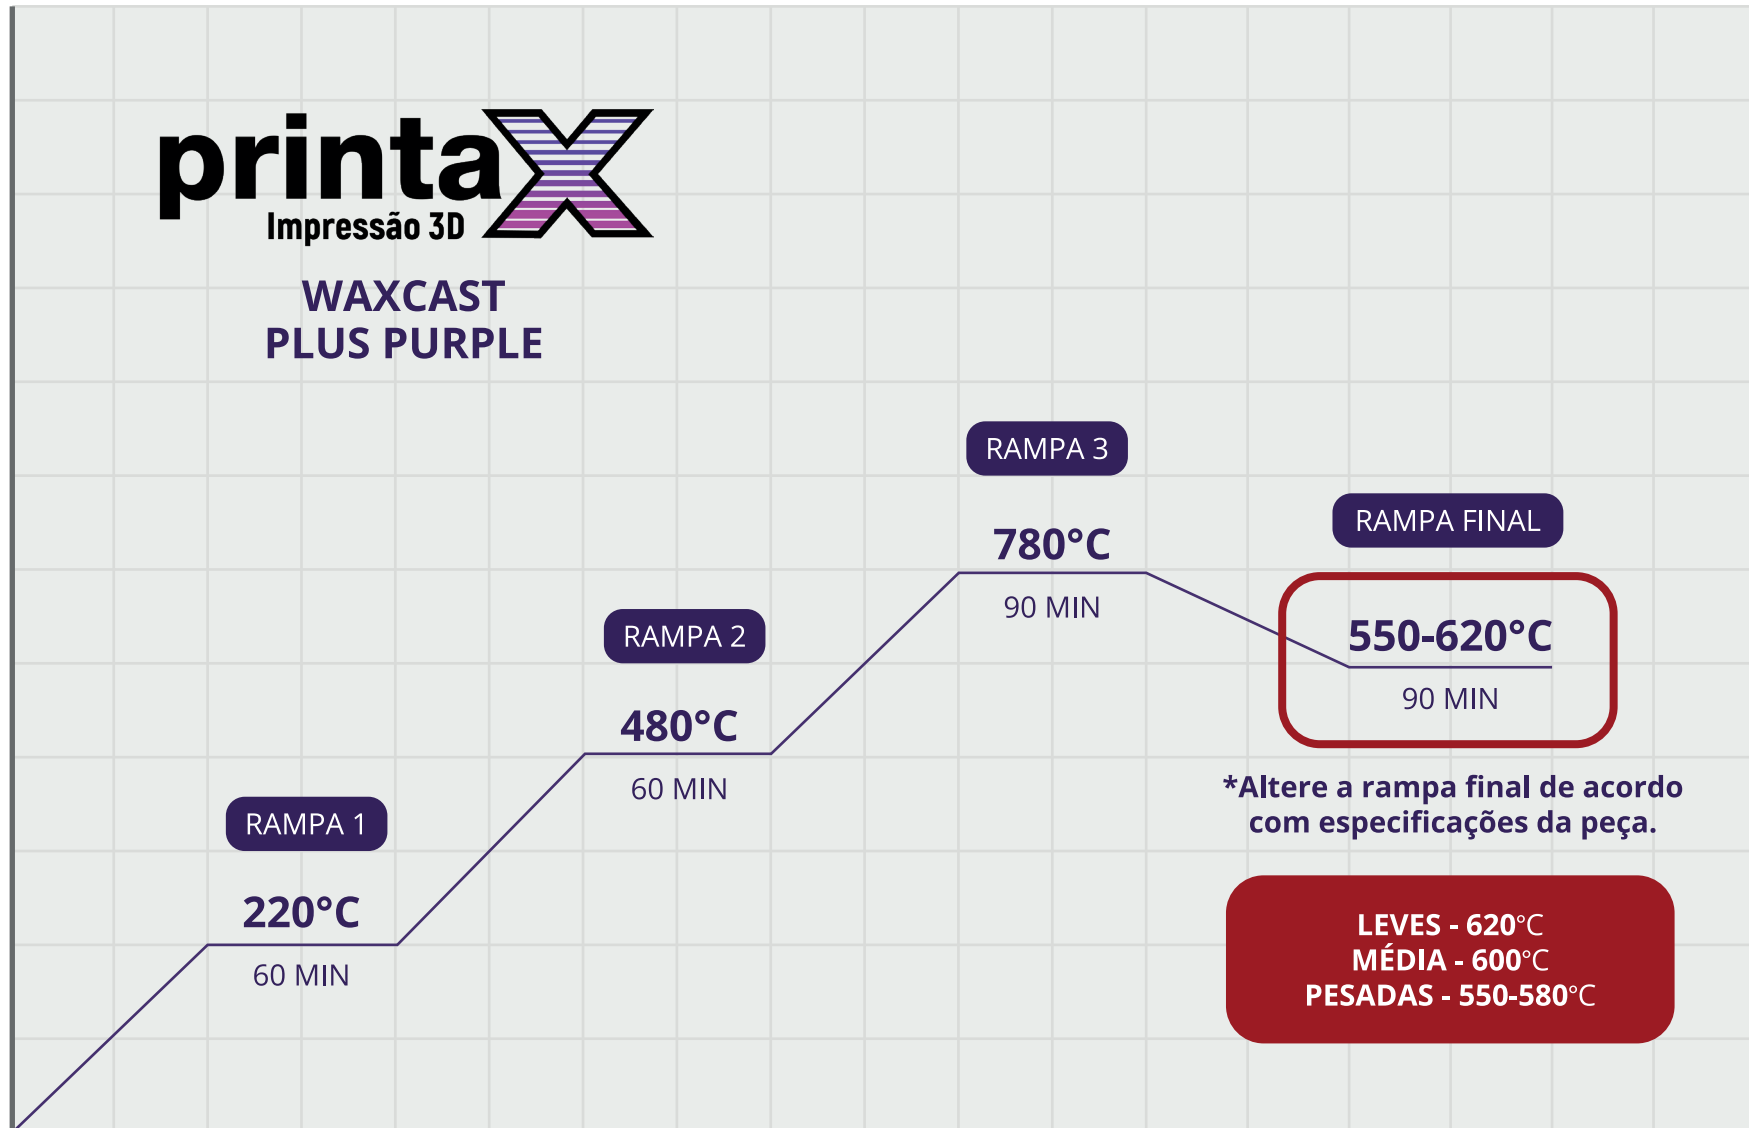 printaX
Impressão 3D
WAXCAST
PLUS PURPLE
RAMPA 1
220°C
60 MIN
RAMPA 2
480°C
60 MIN
RAMPA 3
780°C
90 MIN
RAMPA FINAL
550-620°C
90 MIN
*Altere a rampa final de acordo
com especificações da peça.
LEVES - 620°C
MÉDIA - 600°C
PESADAS - 550-580°C